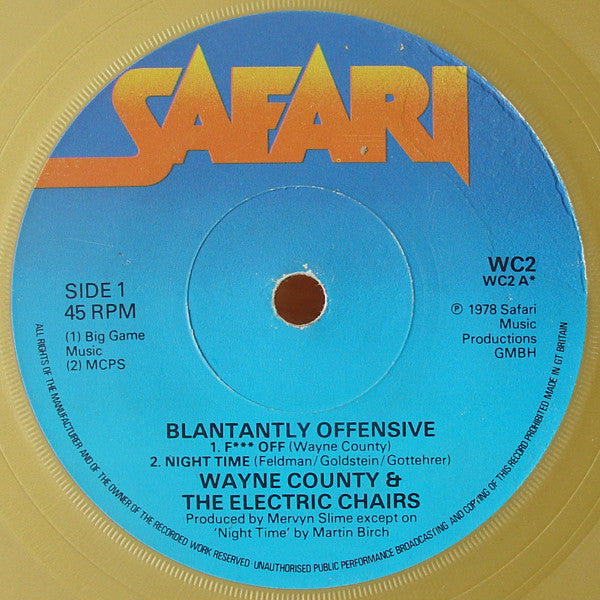 SAFARI
SIDE 1
45 RPM
(1) Big Game
Music
(2) MCPS
WC2
WC2 A*
℗ 1978 Safari
Music
Productions
GMBH
BLANTANTLY OFFENSIVE
1. F*** OFF (Wayne County)
2. NIGHT TIME (Feldman/Goldstein/Gottehrer)
WAYNE COUNTY &
THE ELECTRIC CHAIRS
Produced by Mervyn Slime except on
'Night Time' by Martin Birch
ALL RIGHTS OF THE MANUFACTURER AND OF THE OWNER OF THE RECORDED WORK RESERVED · UNAUTHORISED PUBLIC PERFORMANCE BROADCASTING AND COPYING OF THIS RECORD PROHIBITED MADE IN GT BRITAIN